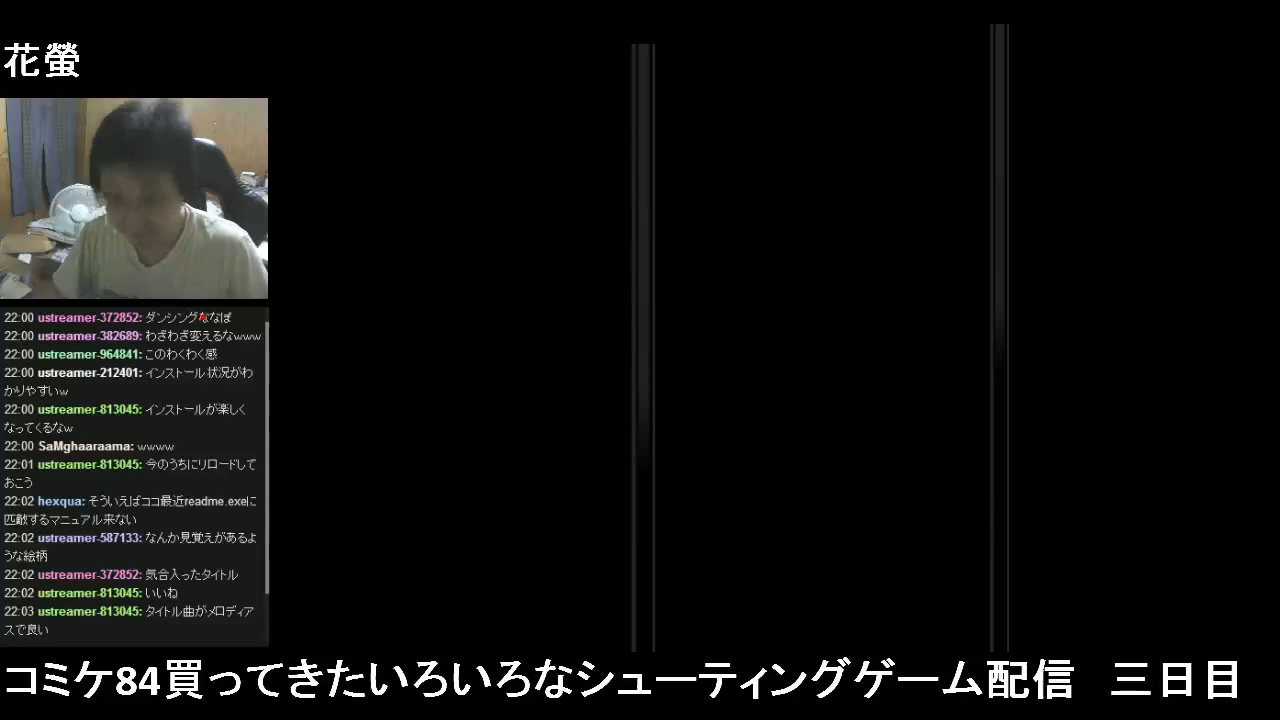 花螢
22:00 ustreamer-372852: ダンシングななぽ
22:00 ustreamer-382689: わざわざ変えるなwww
22:00 ustreamer-964841: このわくわく感
22:00 ustreamer-212401: インストール状況がわ
かりやすいw
22:00 ustreamer-813045: インストールが楽しく
なってくるなw
22:00 SaMghaaraama: wwww
22:01 ustreamer-813045: 今のうちにリロードして
おこう
22:02 hexqua: そういえばココ最近readme.exeに
匹敵するマニュアル来ない
22:02 ustreamer-587133: なんか見覚えがあるよ
うな絵柄
22:02 ustreamer-372852: 気合入ったタイトル
22:02 ustreamer-813045: いいね
22:03 ustreamer-813045: タイトル曲がメロディア
スで良い
コミケ84買ってきたいろいろなシューティングゲーム配信　三日目